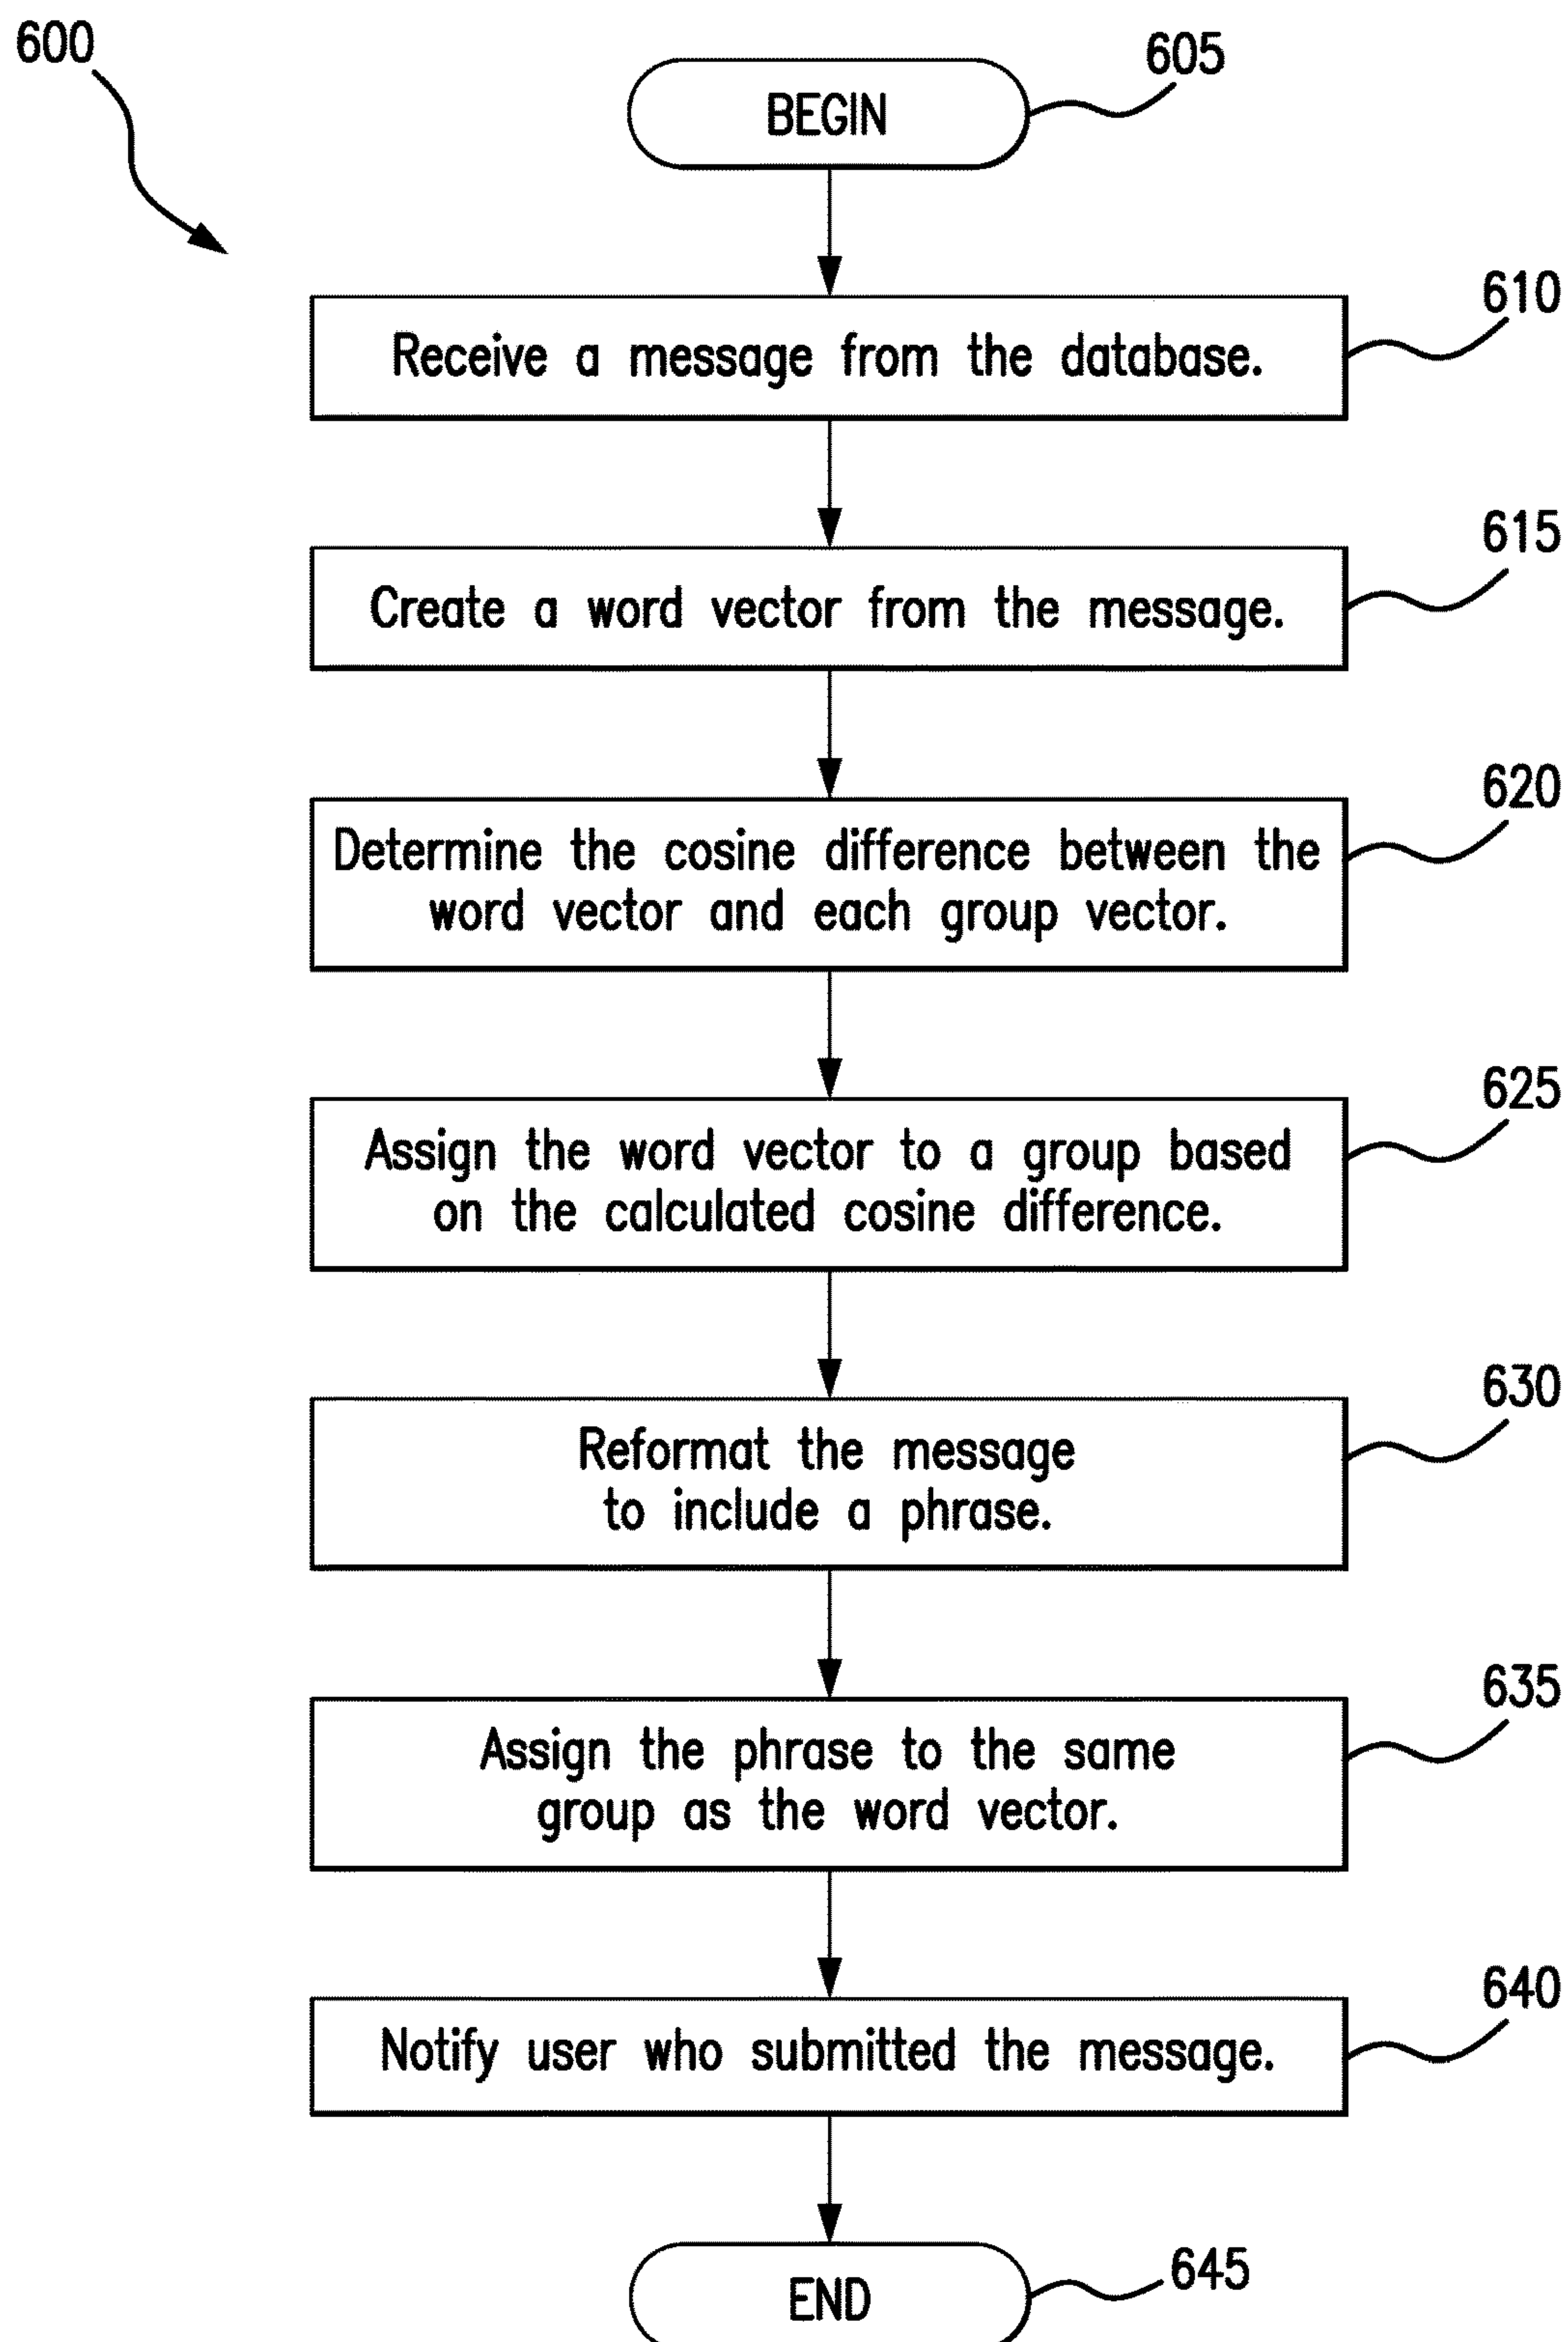 600
BEGIN
605
Receive a message from the database.
610
Create a word vector from the message.
615
Determine the cosine difference between the
word vector and each group vector.
620
Assign the word vector to a group based
on the calculated cosine difference.
625
Reformat the message
to include a phrase.
630
Assign the phrase to the same
group as the word vector.
635
Notify user who submitted the message.
640
END
645